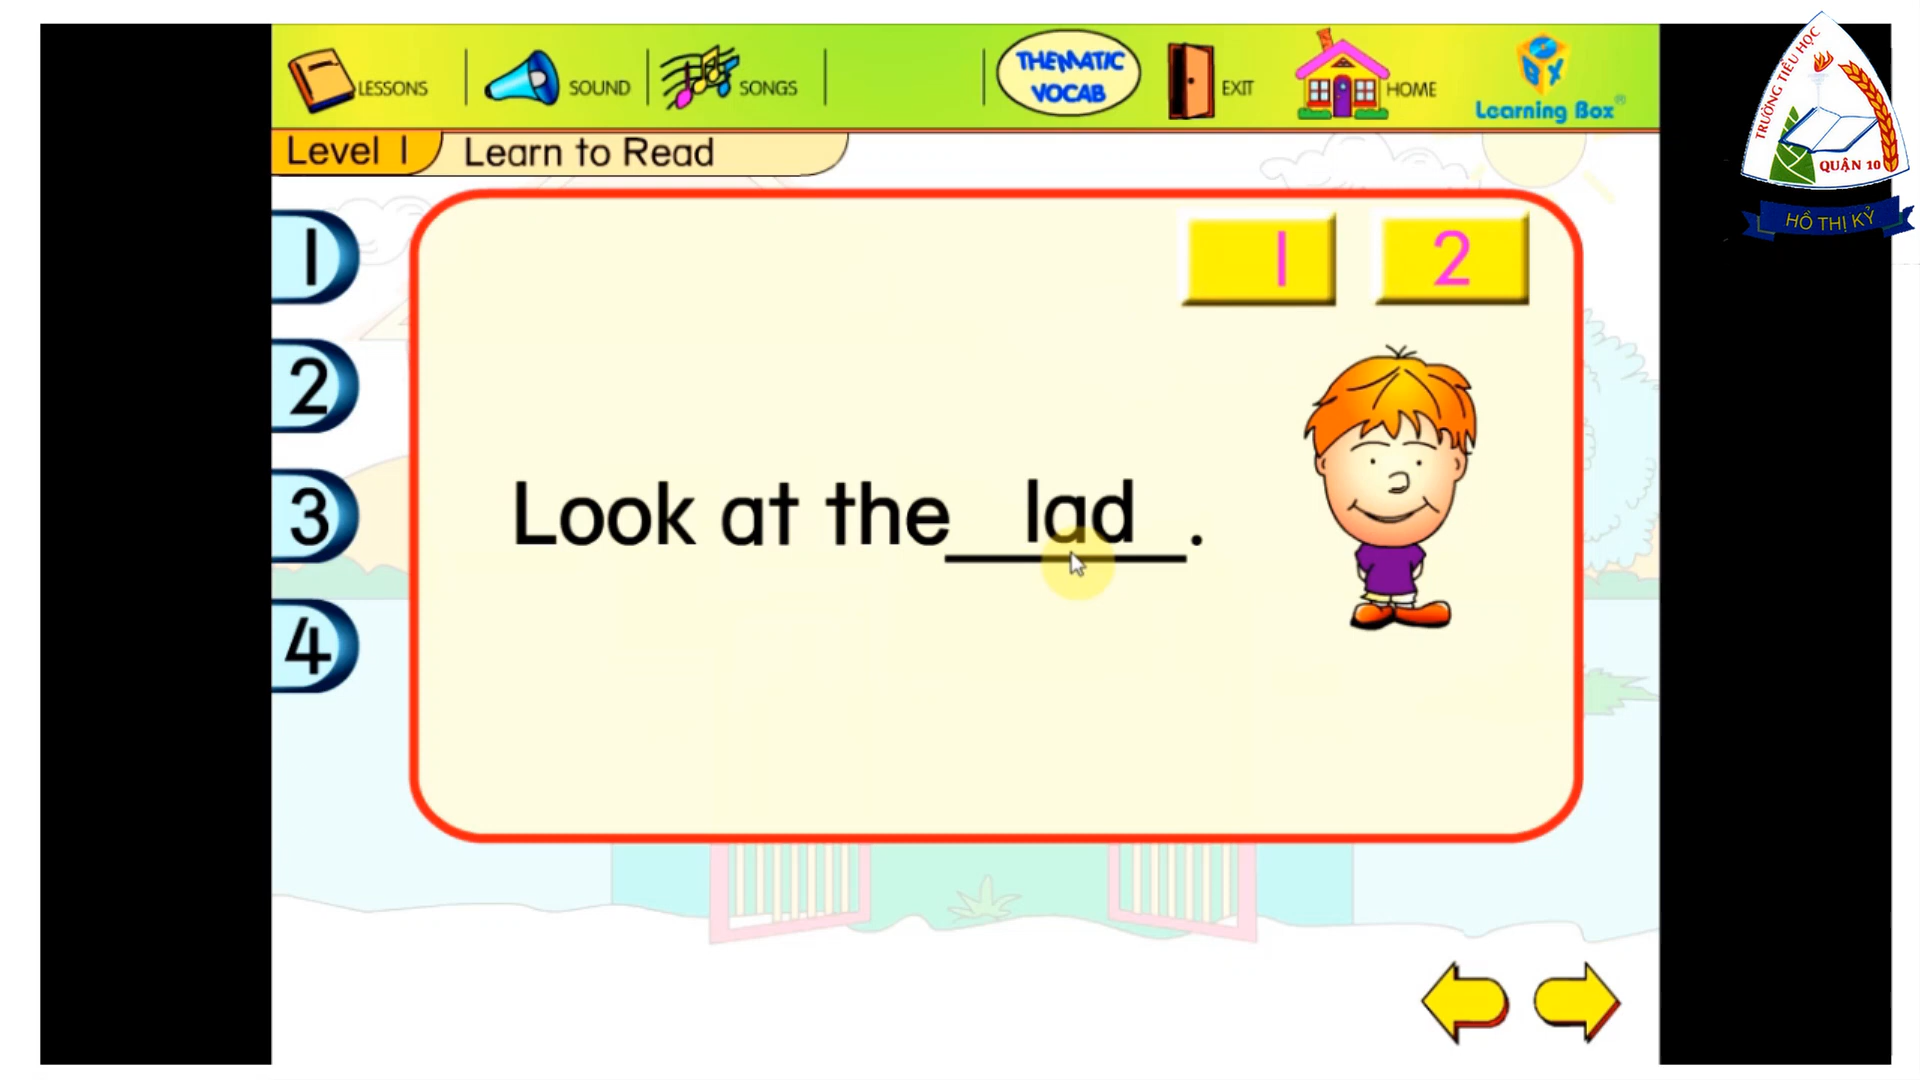 LESSONS
SOUND
SONGS
THEMATIC
VOCAB
EXIT
HOME
BOX
Learning Box®
TRƯỜNG TIỂU HỌC
QUẬN 10
HỒ THỊ KỶ
Level 1
Learn to Read
1
2
1
2
3
4
Look at the lad.